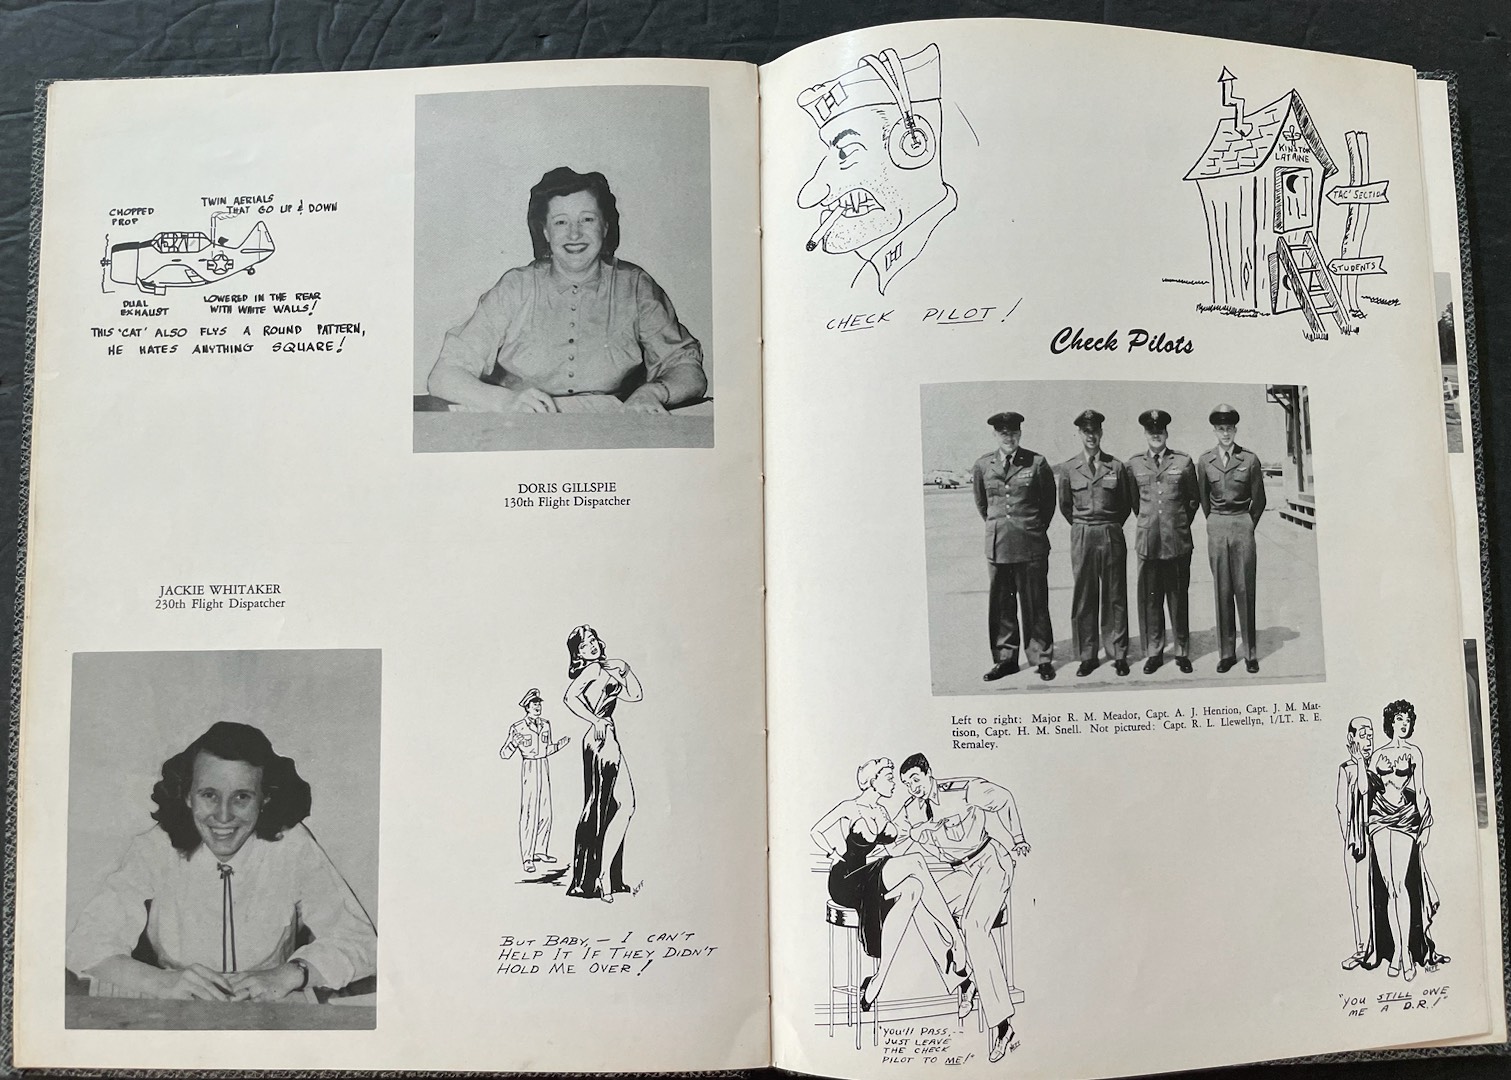 CHOPPED
PROP
TWIN AERIALS
THAT GO UP & DOWN
DUAL
EXHAUST
LOWERED IN THE REAR
WITH WHITE WALLS!
THIS 'CAT' ALSO FLYS A ROUND PATTERN,
HE HATES ANYTHING SQUARE!
DORIS GILLSPIE
130th Flight Dispatcher
JACKIE WHITAKER
230th Flight Dispatcher
NEFF
BUT BABY, — I CAN'T
HELP IT IF THEY DIDN'T
HOLD ME OVER!
CHECK PILOT!
KINSTON
LATRINE
TAC' SECTION
STUDENTS
Check Pilots
Left to right: Major R. M. Meador, Capt. A. J. Henrion, Capt. J. M. Mat-
tison, Capt. H. M. Snell. Not pictured: Capt. R. L. Llewellyn, 1/LT. R. E.
Remaley.
"YOU'll PASS,--
JUST LEAVE
THE CHECK
PILOT TO ME!"
NEFF
NEFF
"YOU STILL OWE
ME A D.R.!"